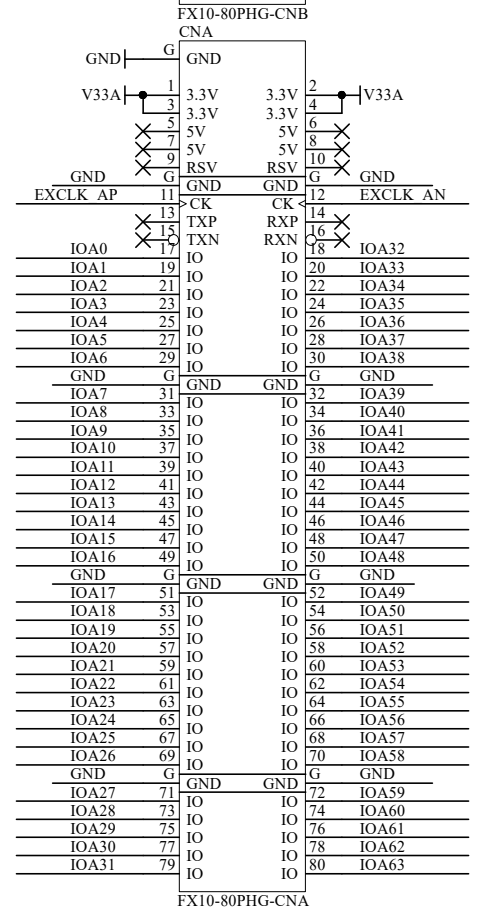 FX10-80PHG-CNB
CNA
GND G GND
V33A 1 3.3V 3.3V 2 V33A
3 3.3V 3.3V 4
5 5V 5V 6
7 5V 5V 8
9 RSV RSV 10
GND G GND GND G GND
EXCLK_AP 11 CK CK 12 EXCLK_AN
13 TXP RXP 14
15 TXN RXN 16
IOA0 17 IO IO 18 IOA32
IOA1 19 IO IO 20 IOA33
IOA2 21 IO IO 22 IOA34
IOA3 23 IO IO 24 IOA35
IOA4 25 IO IO 26 IOA36
IOA5 27 IO IO 28 IOA37
IOA6 29 IO IO 30 IOA38
GND G GND GND G GND
IOA7 31 IO IO 32 IOA39
IOA8 33 IO IO 34 IOA40
IOA9 35 IO IO 36 IOA41
IOA10 37 IO IO 38 IOA42
IOA11 39 IO IO 40 IOA43
IOA12 41 IO IO 42 IOA44
IOA13 43 IO IO 44 IOA45
IOA14 45 IO IO 46 IOA46
IOA15 47 IO IO 48 IOA47
IOA16 49 IO IO 50 IOA48
GND G GND GND G GND
IOA17 51 IO IO 52 IOA49
IOA18 53 IO IO 54 IOA50
IOA19 55 IO IO 56 IOA51
IOA20 57 IO IO 58 IOA52
IOA21 59 IO IO 60 IOA53
IOA22 61 IO IO 62 IOA54
IOA23 63 IO IO 64 IOA55
IOA24 65 IO IO 66 IOA56
IOA25 67 IO IO 68 IOA57
IOA26 69 IO IO 70 IOA58
GND G GND GND G GND
IOA27 71 IO IO 72 IOA59
IOA28 73 IO IO 74 IOA60
IOA29 75 IO IO 76 IOA61
IOA30 77 IO IO 78 IOA62
IOA31 79 IO IO 80 IOA63
FX10-80PHG-CNA